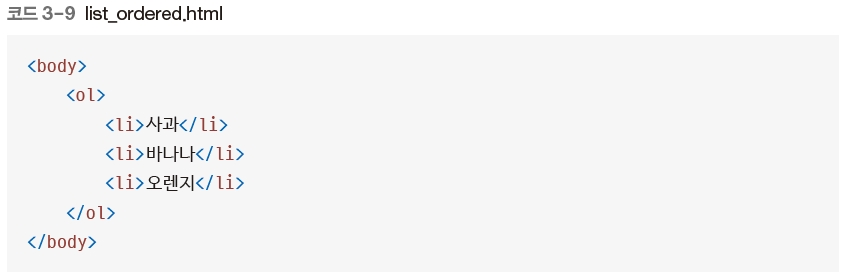 코드 3-9 list_ordered.html
<body>
    <ol>
        <li>사과</li>
        <li>바나나</li>
        <li>오렌지</li>
    </ol>
</body>